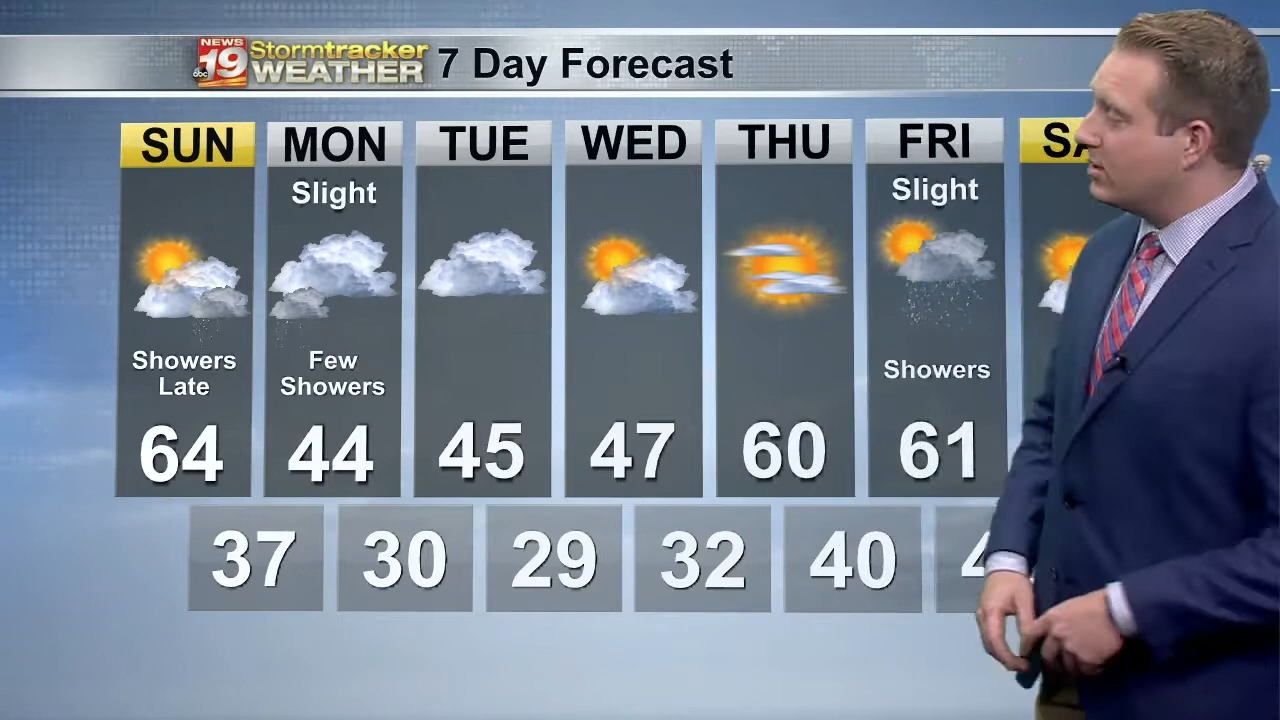 NEWS
abc 19
Stormtracker
WEATHER
7 Day Forecast
SUN MON TUE WED THU FRI
Slight Slight
Showers
Late
Few
Showers
Showers
64 44 45 47 60 61
37 30 29 32 40